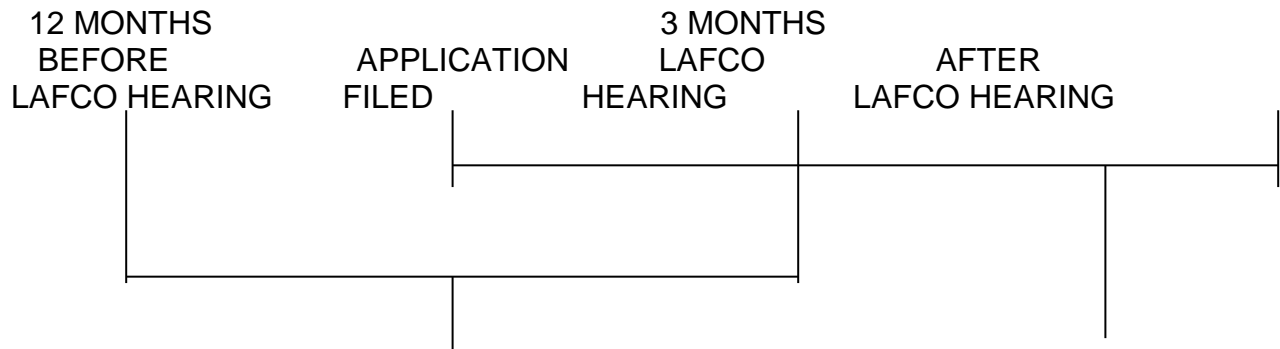 12 MONTHS 3 MONTHS
BEFORE APPLICATION LAFCO AFTER
LAFCO HEARING FILED HEARING LAFCO HEARING